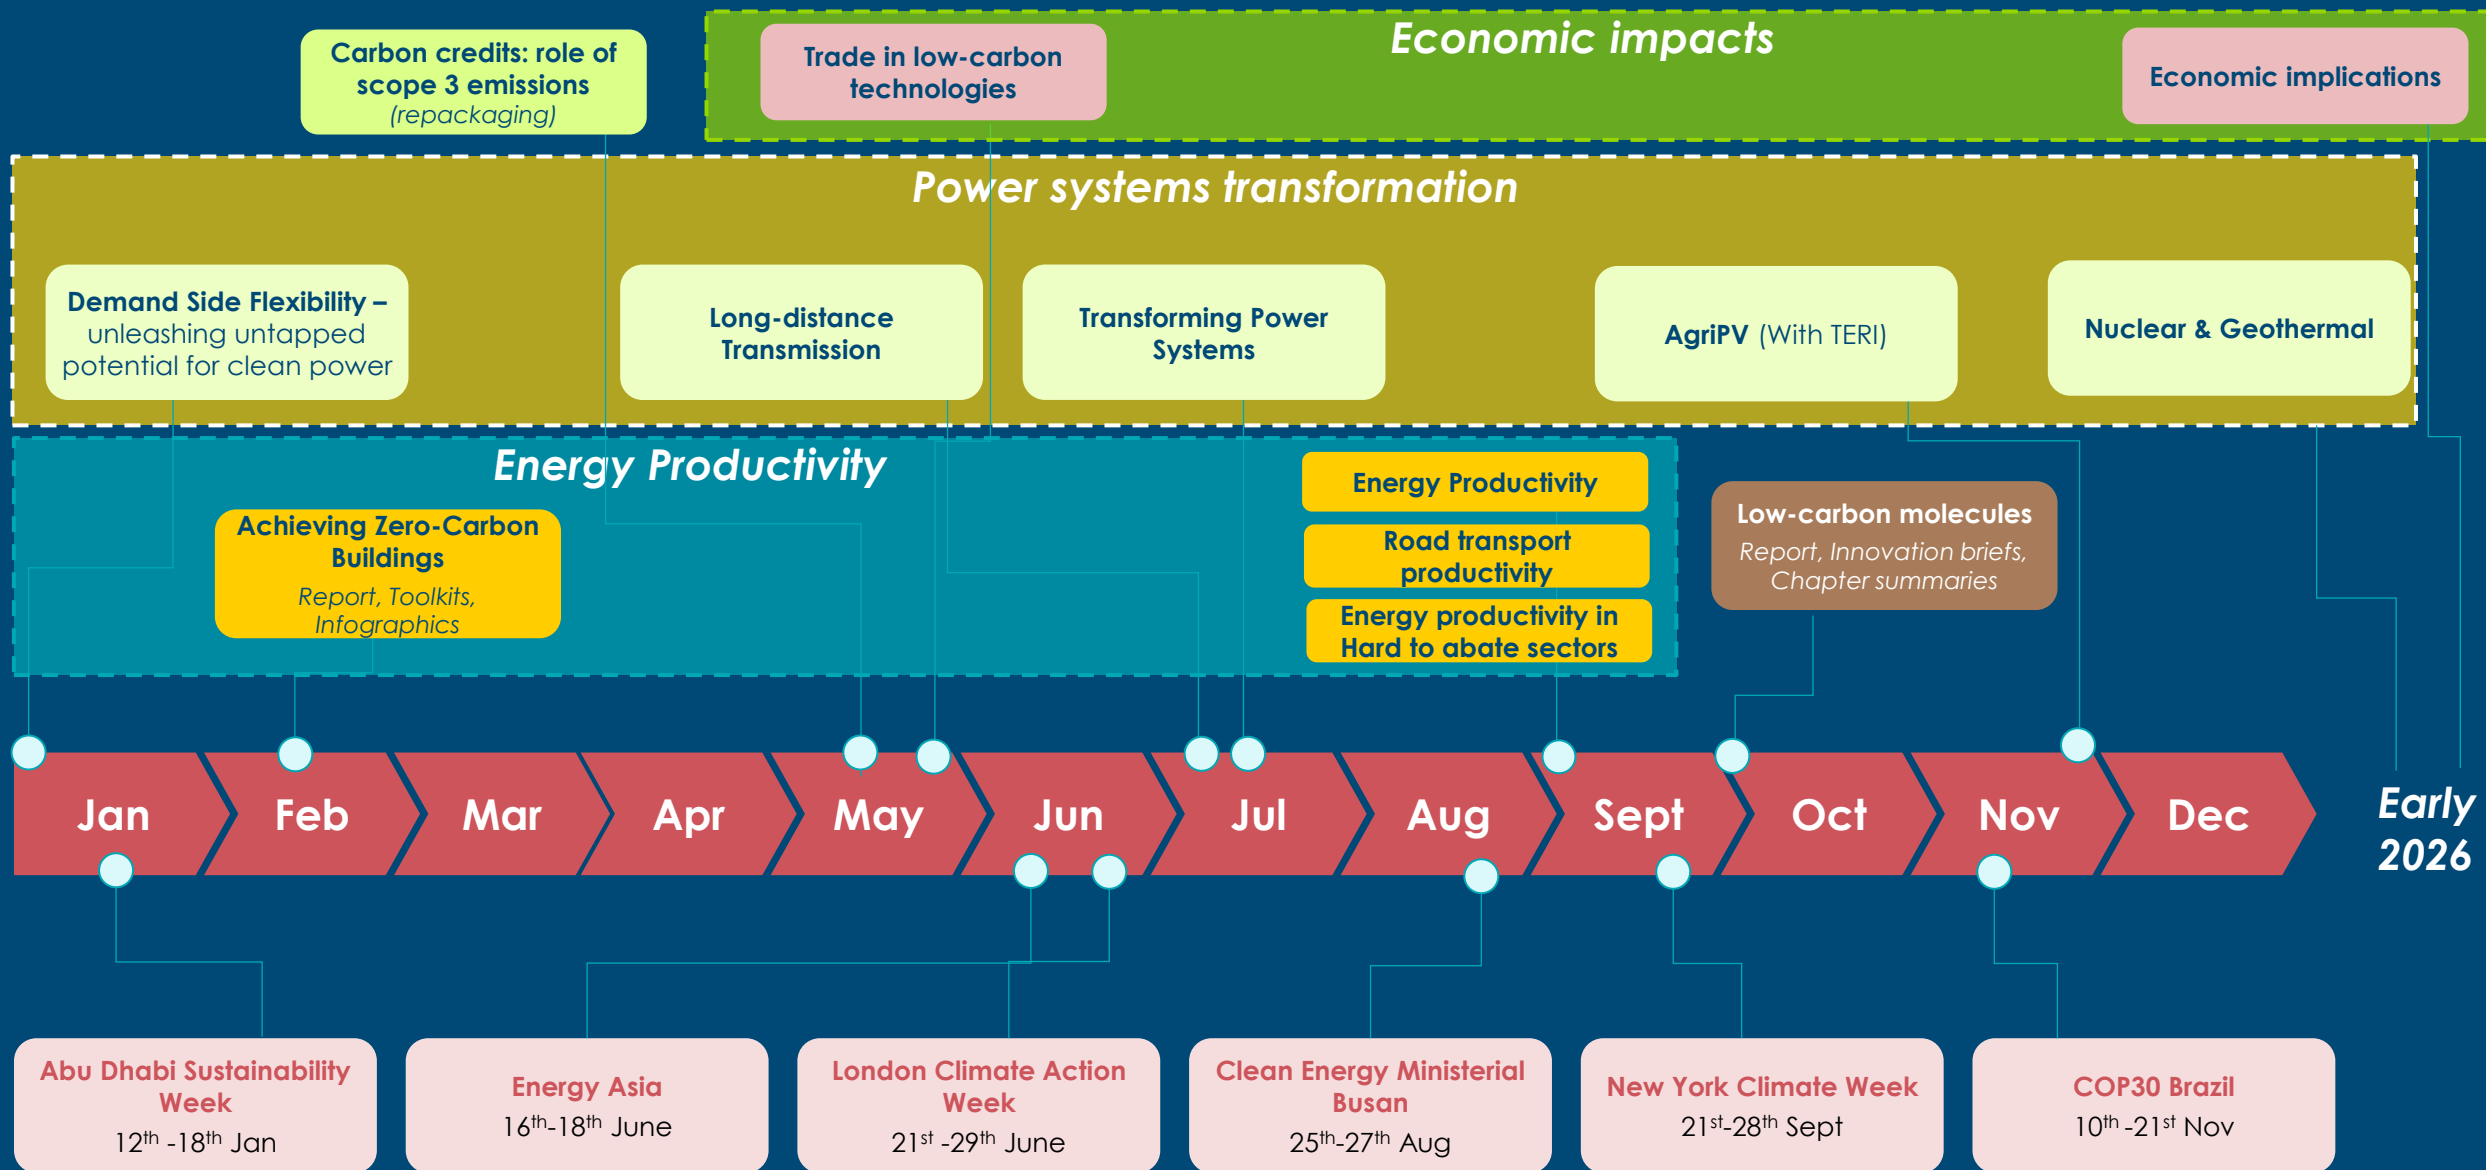 Economic impacts
Carbon credits: role of
scope 3 emissions
(repackaging)
Trade in low-carbon
technologies
Economic implications
Power systems transformation
Demand Side Flexibility –
unleashing untapped
potential for clean power
Long-distance
Transmission
Transforming Power
Systems
AgriPV (With TERI)
Nuclear & Geothermal
Energy Productivity
Achieving Zero-Carbon
Buildings
Report, Toolkits,
Infographics
Energy Productivity
Road transport
productivity
Energy productivity in
Hard to abate sectors
Low-carbon molecules
Report, Innovation briefs,
Chapter summaries
Jan
Feb
Mar
Apr
May
Jun
Jul
Aug
Sept
Oct
Nov
Dec
Early
2026
Abu Dhabi Sustainability
Week
12th -18th Jan
Energy Asia
16th-18th June
London Climate Action
Week
21st -29th June
Clean Energy Ministerial
Busan
25th-27th Aug
New York Climate Week
21st-28th Sept
COP30 Brazil
10th -21st Nov